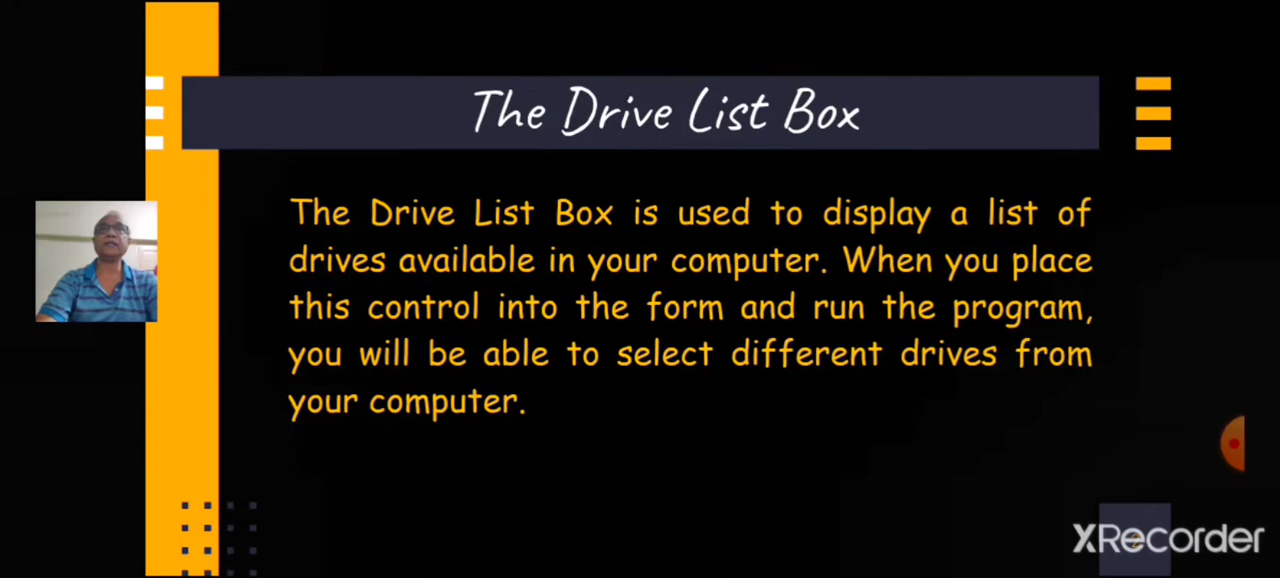 The Drive List Box
The Drive List Box is used to display a list of
drives available in your computer. When you place
this control into the form and run the program,
you will be able to select different drives from
your computer.
XRecorder